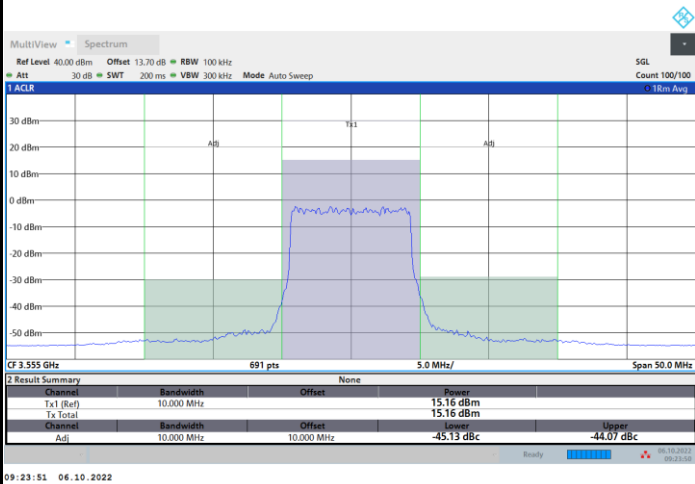 MultiView Spectrum
Ref Level 40.00 dBm Offset 13.70 dB RBW 100 kHz SGL
Att 30 dB SWT 200 ms VBW 300 kHz Mode Auto Sweep Count 100/100
1 ACLR 1Rm Avg
Tx1
30 dBm
Adj Adj
20 dBm
10 dBm
0 dBm
-10 dBm
-20 dBm
-30 dBm
-40 dBm
-50 dBm
CF 3.555 GHz 691 pts 5.0 MHz/ Span 50.0 MHz
2 Result Summary None
Channel Bandwidth Offset Power
Tx1 (Ref) 10.000 MHz 15.16 dBm
Tx Total 15.16 dBm
Channel Bandwidth Offset Lower Upper
Adj 10.000 MHz 10.000 MHz -45.13 dBc -44.07 dBc
Ready 06.10.2022
09:23:50
09:23:51 06.10.2022